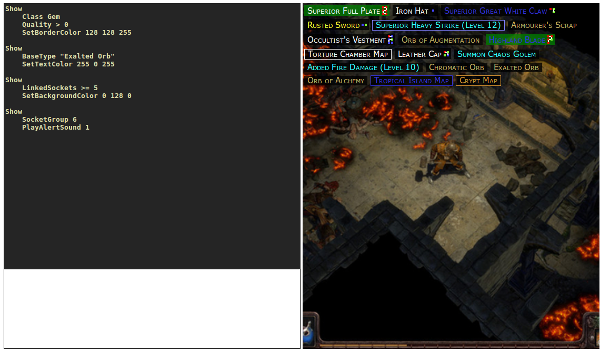 Show
Class Gem
Quality > 0
SetBorderColor 120 120 255
Show
BaseType "Exalted Orb"
SetTextColor 255 0 255
Show
LinkedSockets >= 5
SetBackgroundColor 0 128 0
Show
SocketGroup 6
PlayAlertSound 1
Superior Full Plate Iron Hat Superior Great White Claw
Rusted Sword Superior Heavy Strike (Level 12) Armourer's Scrap
Occultist's Vestment Orb of Augmentation
Torture Chamber Map Leather Cap Summon Chaos Golem
Added Fire Damage (Level 10) Chromatic Orb Exalted Orb
Orb of Alchemy Tropical Island Map Crypt Map